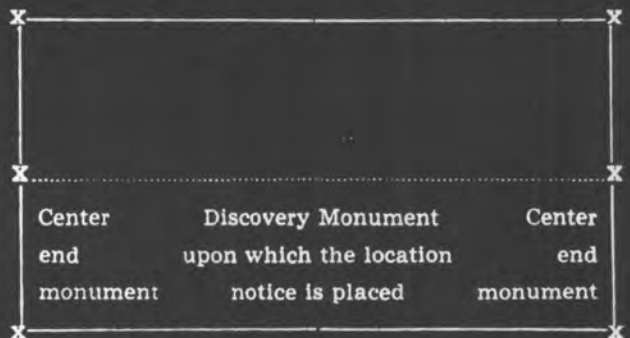 X X
X X
Center Discovery Monument Center
end upon which the location end
monument notice is placed monument
X X